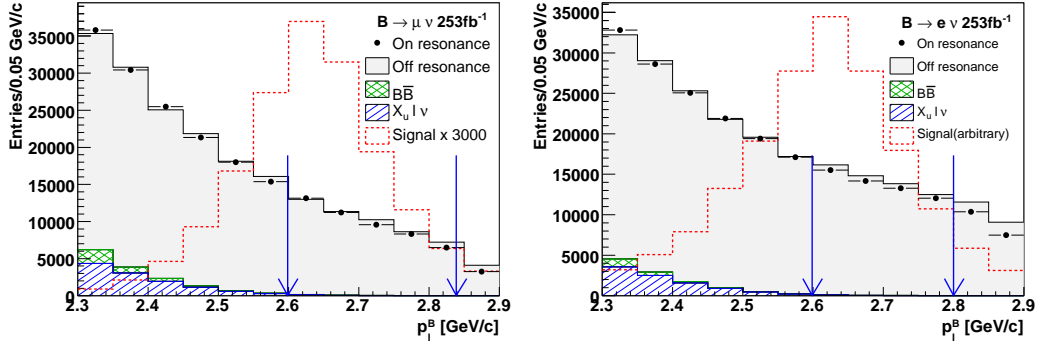 B → μ ν 253fb⁻¹
On resonance
Off resonance
BB̅
Xᵤ l ν
Signal x 3000
Entries/0.05 GeV/c
35000
30000
25000
20000
15000
10000
5000
0
2.3 2.4 2.5 2.6 2.7 2.8 2.9
p_l^B [GeV/c]
B → e ν 253fb⁻¹
On resonance
Off resonance
BB̅
Xᵤ l ν
Signal(arbitrary)
Entries/0.05 GeV/c
35000
30000
25000
20000
15000
10000
5000
0
2.3 2.4 2.5 2.6 2.7 2.8 2.9
p_l^B [GeV/c]